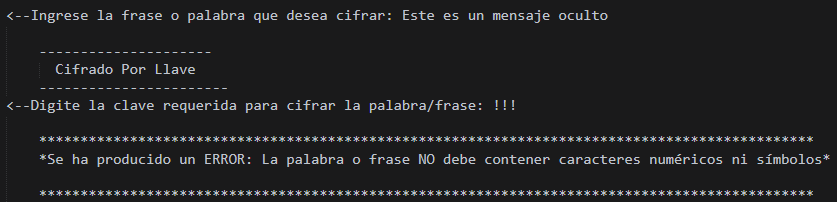 <--Ingrese la frase o palabra que desea cifrar: Este es un mensaje oculto
---------------------
Cifrado Por Llave
-----------------------
<--Digite la clave requerida para cifrar la palabra/frase: !!!
**********************************************************************************************
*Se ha producido un ERROR: La palabra o frase NO debe contener caracteres numéricos ni símbolos*
**********************************************************************************************